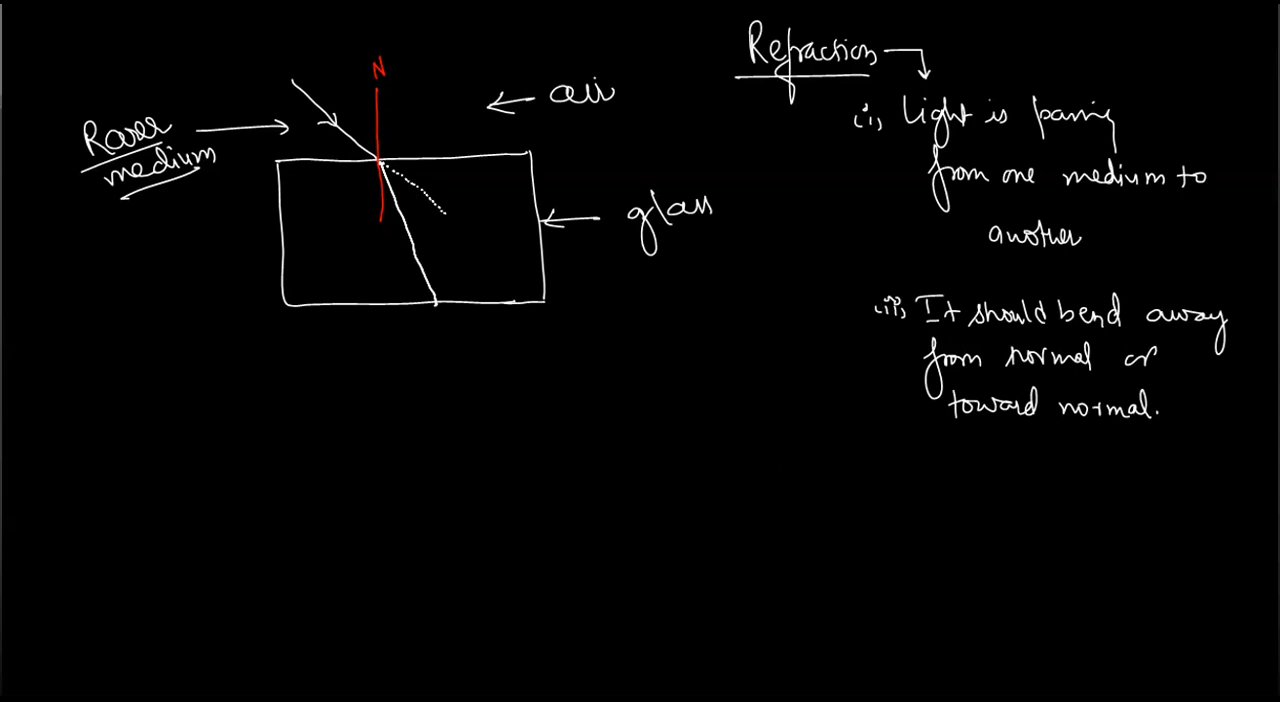 N
air
Rarer
medium
glass
Refraction
(i) Light is passing
from one medium to
another
(ii) It should bend away
from normal or
toward normal.